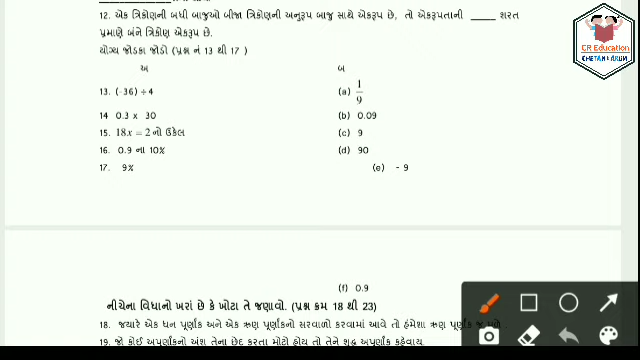 12. એક ત્રિકોણની બધી બાજુઓ બીજા ત્રિકોણની અનુરૂપ બાજુ સાથે એકરૂપ છે, તો એકરૂપતાની _____ શરત
પ્રમાણે બંને ત્રિકોણ એકરૂપ છે.
યોગ્ય જોડકા જોડો (પ્રશ્ન નં 13 થી 17 )
અ બ
13. (-36) ÷ 4 (a) 1/9
14 0.3 x 30 (b) 0.09
15. 18x = 2 નો ઉકેલ (c) 9
16. 0.9 ના 10% (d) 90
17. 9% (e) - 9
(f) 0.9
નીચેના વિધાનો ખરાં છે કે ખોટા તે જણાવો. (પ્રશ્ન ક્રમ 18 થી 23)
18. જ્યારે એક ધન પૂર્ણાંક અને એક ઋણ પૂર્ણાંકનો સરવાળો કરવામાં આવે તો હંમેશા ઋણ પૂર્ણાંક જ
19. જો કોઈ અપૂર્ણાંકનો અંશ તેના છેદ કરતા મોટો હોય તો તેને શુદ્ધ અપૂર્ણાંક કહેવાય.
CR Education
CHETAN & ARUN